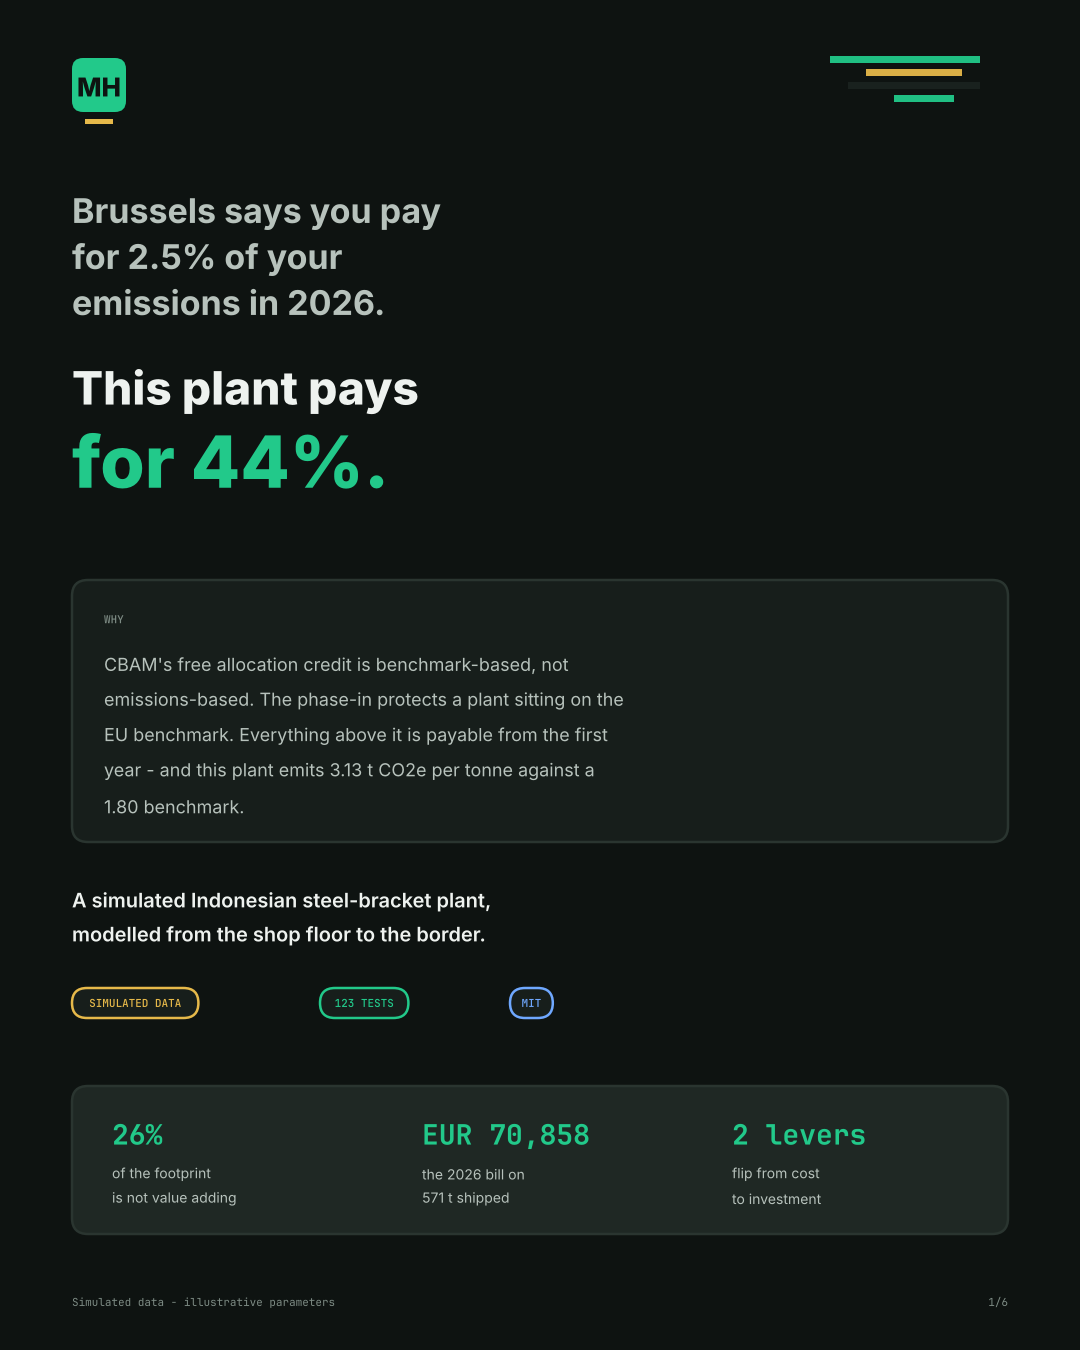 MH
Brussels says you pay
for 2.5% of your
emissions in 2026.
This plant pays
for 44%.
WHY
CBAM's free allocation credit is benchmark-based, not
emissions-based. The phase-in protects a plant sitting on the
EU benchmark. Everything above it is payable from the first
year - and this plant emits 3.13 t CO2e per tonne against a
1.80 benchmark.
A simulated Indonesian steel-bracket plant,
modelled from the shop floor to the border.
SIMULATED DATA
123 TESTS
MIT
26%
of the footprint
is not value adding
EUR 70,858
the 2026 bill on
571 t shipped
2 levers
flip from cost
to investment
Simulated data - illustrative parameters
1/6